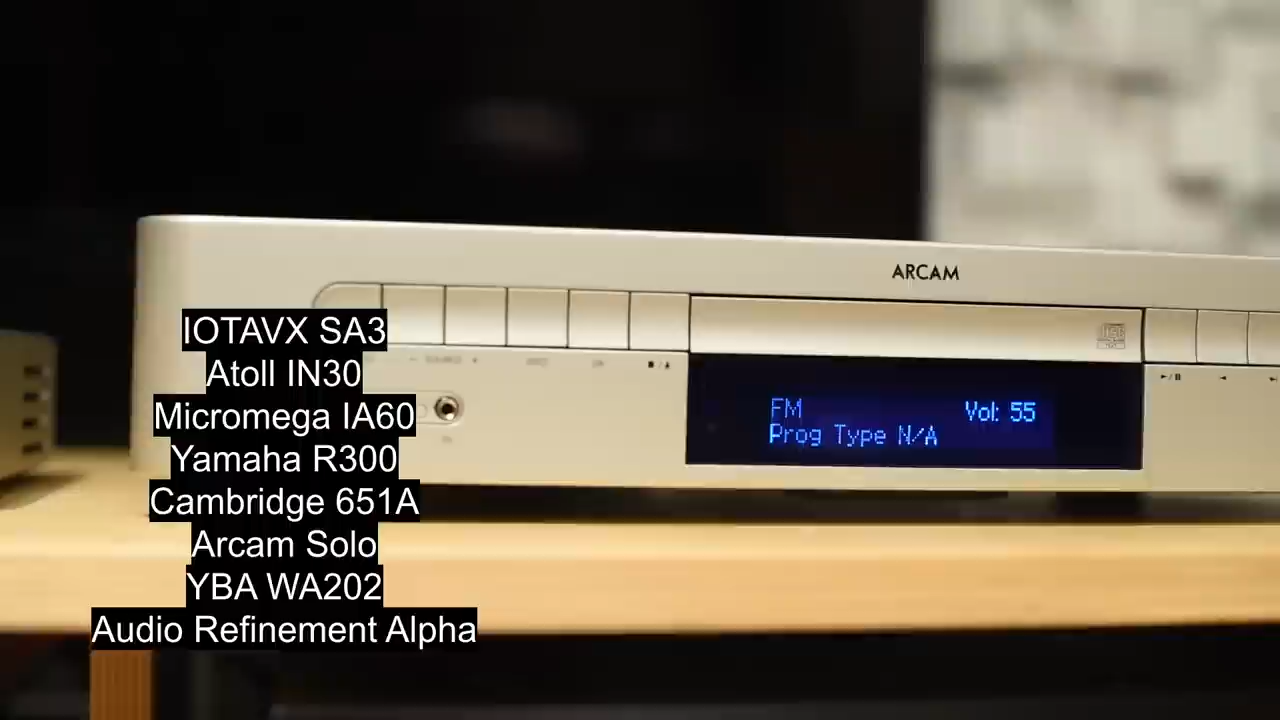 ARCAM
FM Vol: 55
Prog Type N/A
IOTAVX SA3
Atoll IN30
Micromega IA60
Yamaha R300
Cambridge 651A
Arcam Solo
YBA WA202
Audio Refinement Alpha